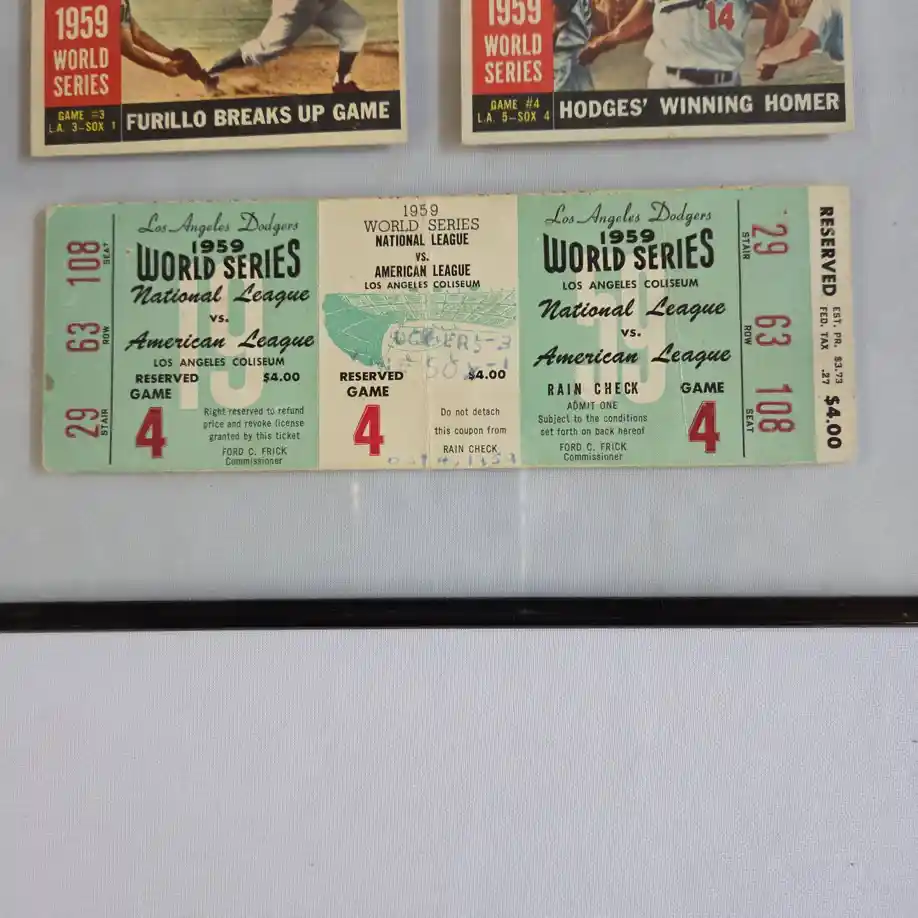 1959
WORLD
SERIES
GAME #3
L.A. 3–SOX 1
FURILLO BREAKS UP GAME
1959
WORLD
SERIES
GAME #4
L.A. 5–SOX 4
HODGES' WINNING HOMER
14
29 STAIR
63 ROW
108 SEAT
Los Angeles Dodgers
1959
WORLD SERIES
National League
vs.
American League
LOS ANGELES COLISEUM
RESERVED $4.00
GAME
4
Right reserved to refund
price and revoke license
granted by this ticket
FORD C. FRICK
Commissioner
1959
WORLD SERIES
NATIONAL LEAGUE
vs.
AMERICAN LEAGUE
LOS ANGELES COLISEUM
RESERVED $4.00
GAME
4
Do not detach
this coupon from
RAIN CHECK
Los Angeles Dodgers
1959
WORLD SERIES
LOS ANGELES COLISEUM
National League
vs.
American League
RAIN CHECK
ADMIT ONE
Subject to the conditions
set forth on back hereof
FORD C. FRICK
Commissioner
GAME
4
29 STAIR
63 ROW
108 SEAT
RESERVED
EST. PR. $3.73
FED. TAX .27
$4.00